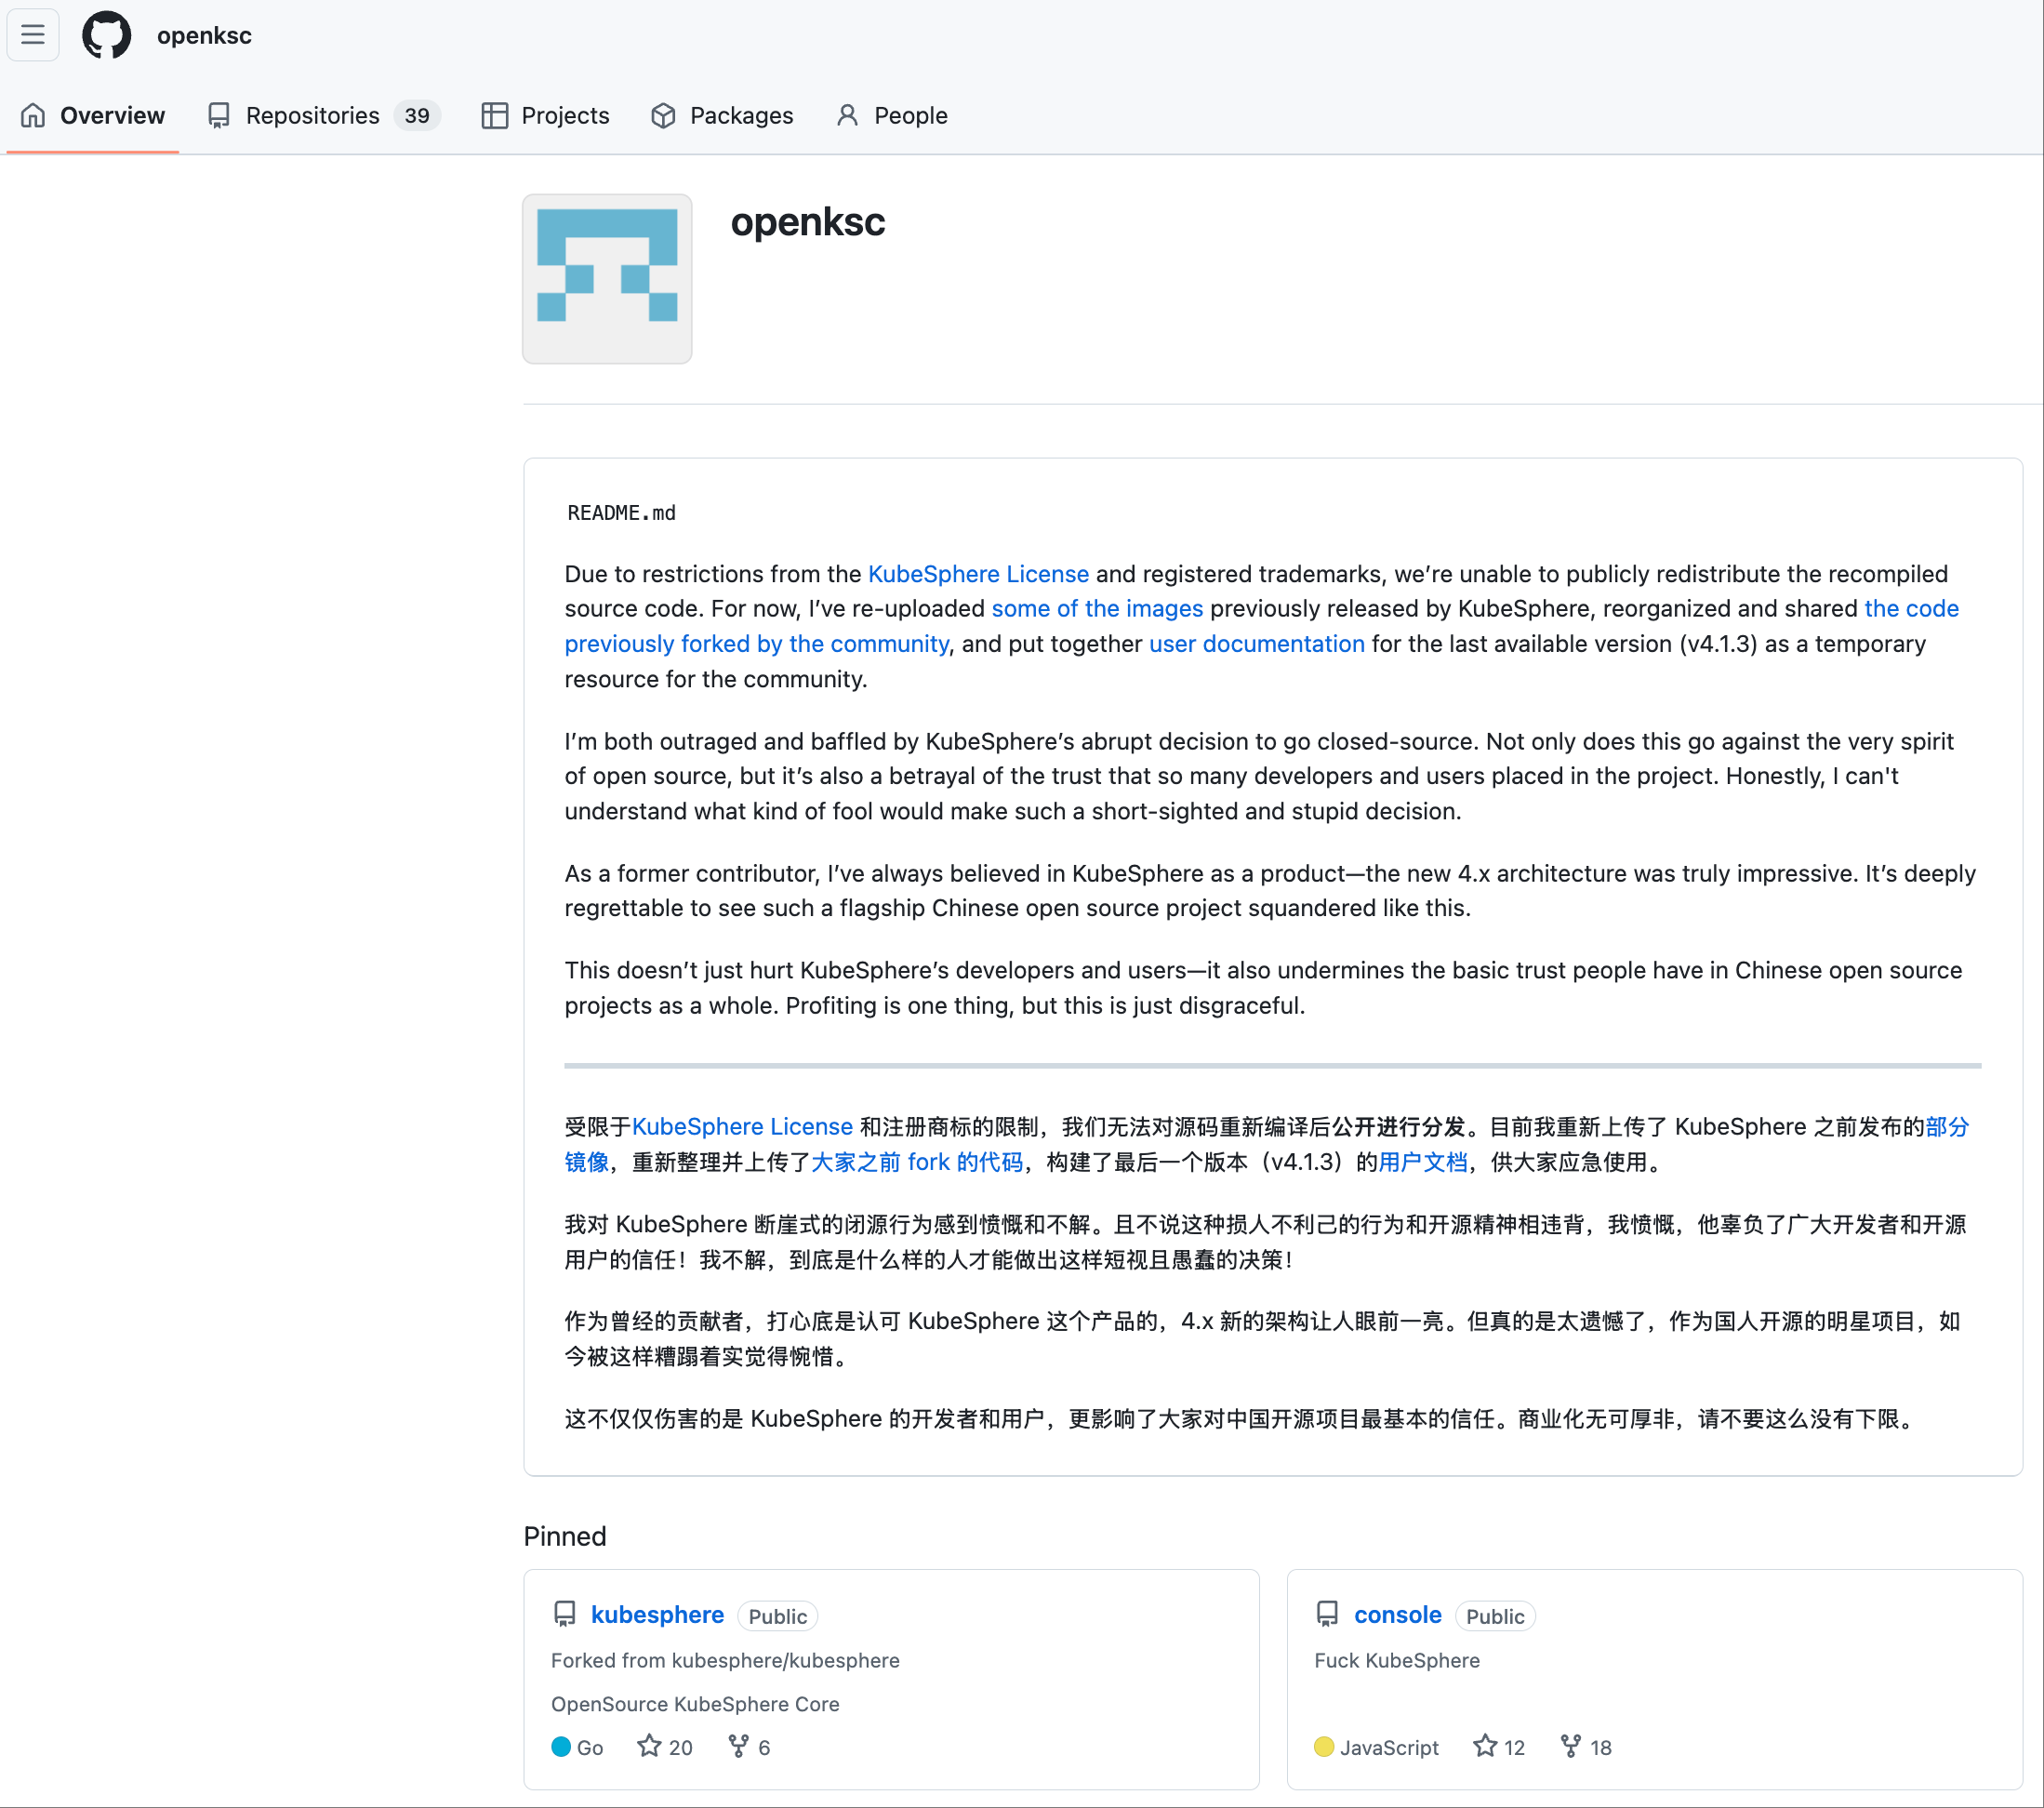 openksc
Overview
Repositories 39
Projects
Packages
People
openksc
README.md
Due to restrictions from the KubeSphere License and registered trademarks, we’re unable to publicly redistribute the recompiled
source code. For now, I’ve re-uploaded some of the images previously released by KubeSphere, reorganized and shared the code
previously forked by the community, and put together user documentation for the last available version (v4.1.3) as a temporary
resource for the community.
I’m both outraged and baffled by KubeSphere’s abrupt decision to go closed-source. Not only does this go against the very spirit
of open source, but it’s also a betrayal of the trust that so many developers and users placed in the project. Honestly, I can't
understand what kind of fool would make such a short-sighted and stupid decision.
As a former contributor, I’ve always believed in KubeSphere as a product—the new 4.x architecture was truly impressive. It’s deeply
regrettable to see such a flagship Chinese open source project squandered like this.
This doesn’t just hurt KubeSphere’s developers and users—it also undermines the basic trust people have in Chinese open source
projects as a whole. Profiting is one thing, but this is just disgraceful.
受限于KubeSphere License 和注册商标的限制，我们无法对源码重新编译后公开进行分发。目前我重新上传了 KubeSphere 之前发布的部分
镜像，重新整理并上传了大家之前 fork 的代码，构建了最后一个版本（v4.1.3）的用户文档，供大家应急使用。
我对 KubeSphere 断崖式的闭源行为感到愤慨和不解。且不说这种损人不利己的行为和开源精神相违背，我愤慨，他辜负了广大开发者和开源
用户的信任！我不解，到底是什么样的人才能做出这样短视且愚蠢的决策！
作为曾经的贡献者，打心底是认可 KubeSphere 这个产品的，4.x 新的架构让人眼前一亮。但真的是太遗憾了，作为国人开源的明星项目，如
今被这样糟蹋着实觉得惋惜。
这不仅仅伤害的是 KubeSphere 的开发者和用户，更影响了大家对中国开源项目最基本的信任。商业化无可厚非，请不要这么没有下限。
Pinned
kubesphere Public
Forked from kubesphere/kubesphere
OpenSource KubeSphere Core
Go 20 6
console Public
Fuck KubeSphere
JavaScript 12 18